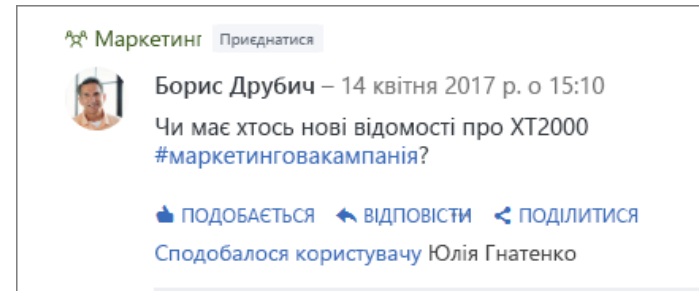 Маркетинг Приєднатися
Борис Друбич – 14 квітня 2017 р. о 15:10
Чи має хтось нові відомості про XT2000
#маркетинговакампанія?
ПОДОБАЄТЬСЯ ВІДПОВІСТИ ПОДІЛИТИСЯ
Сподобалося користувачу Юлія Гнатенко